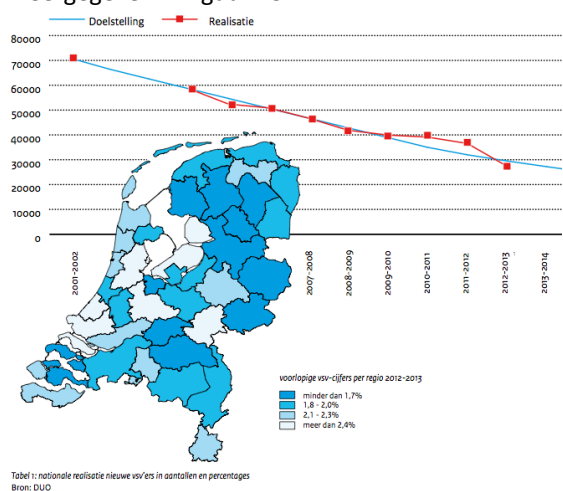 Doelstelling
Realisatie
80000
70000
60000
50000
40000
30000
20000
10000
0
2001-2002
2007-2008
2008-2009
2009-2010
2010-2011
2011-2012
2012-2013
2013-2014
voorlopige vsv-cijfers per regio 2012-2013
minder dan 1,7%
1,8 - 2,0%
2,1 - 2,3%
meer dan 2,4%
Tabel 1: nationale realisatie nieuwe vsv'ers in aantallen en percentages
Bron: DUO